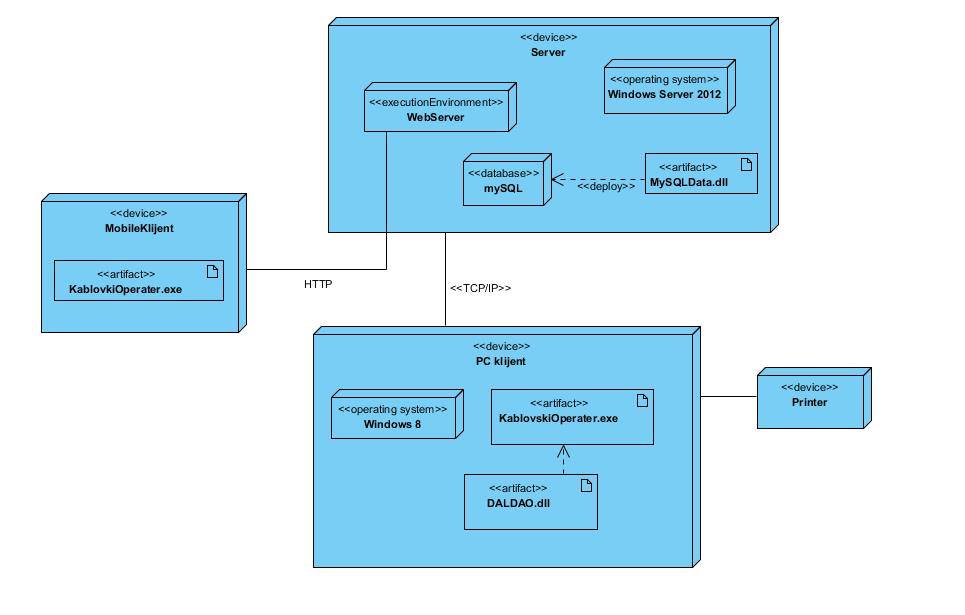 <<device>>
Server
<<operating system>>
Windows Server 2012
<<executionEnvironment>>
WebServer
<<database>>
mySQL
<<deploy>>
<<artifact>>
MySQLData.dll
<<device>>
MobileKlijent
<<artifact>>
KablovkiOperater.exe
HTTP
<<TCP/IP>>
<<device>>
PC klijent
<<operating system>>
Windows 8
<<artifact>>
KablovskiOperater.exe
<<artifact>>
DALDAO.dll
<<device>>
Printer